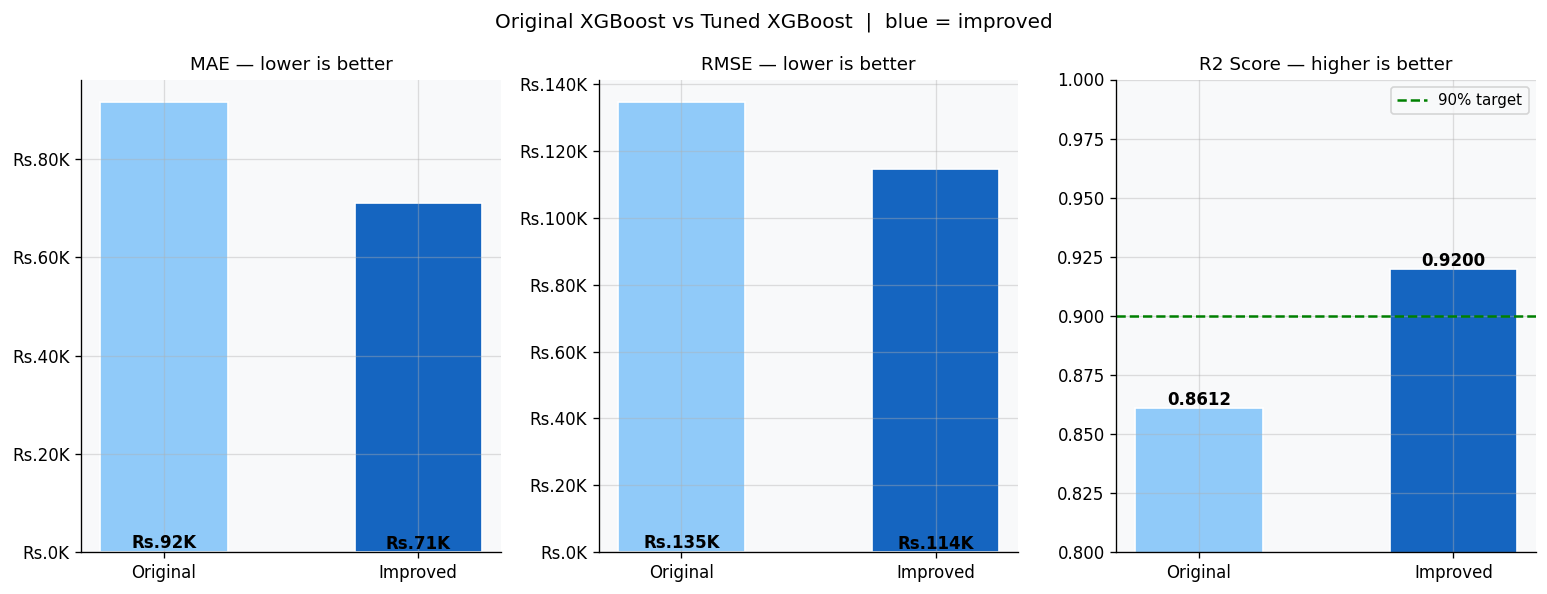 Original XGBoost vs Tuned XGBoost | blue = improved
MAE — lower is better
Rs.80K
Rs.60K
Rs.40K
Rs.20K
Rs.0K
Rs.92K
Rs.71K
Original
Improved
RMSE — lower is better
Rs.140K
Rs.120K
Rs.100K
Rs.80K
Rs.60K
Rs.40K
Rs.20K
Rs.0K
Rs.135K
Rs.114K
Original
Improved
R2 Score — higher is better
1.000
0.975
0.950
0.925
0.900
0.875
0.850
0.825
0.800
90% target
0.8612
0.9200
Original
Improved